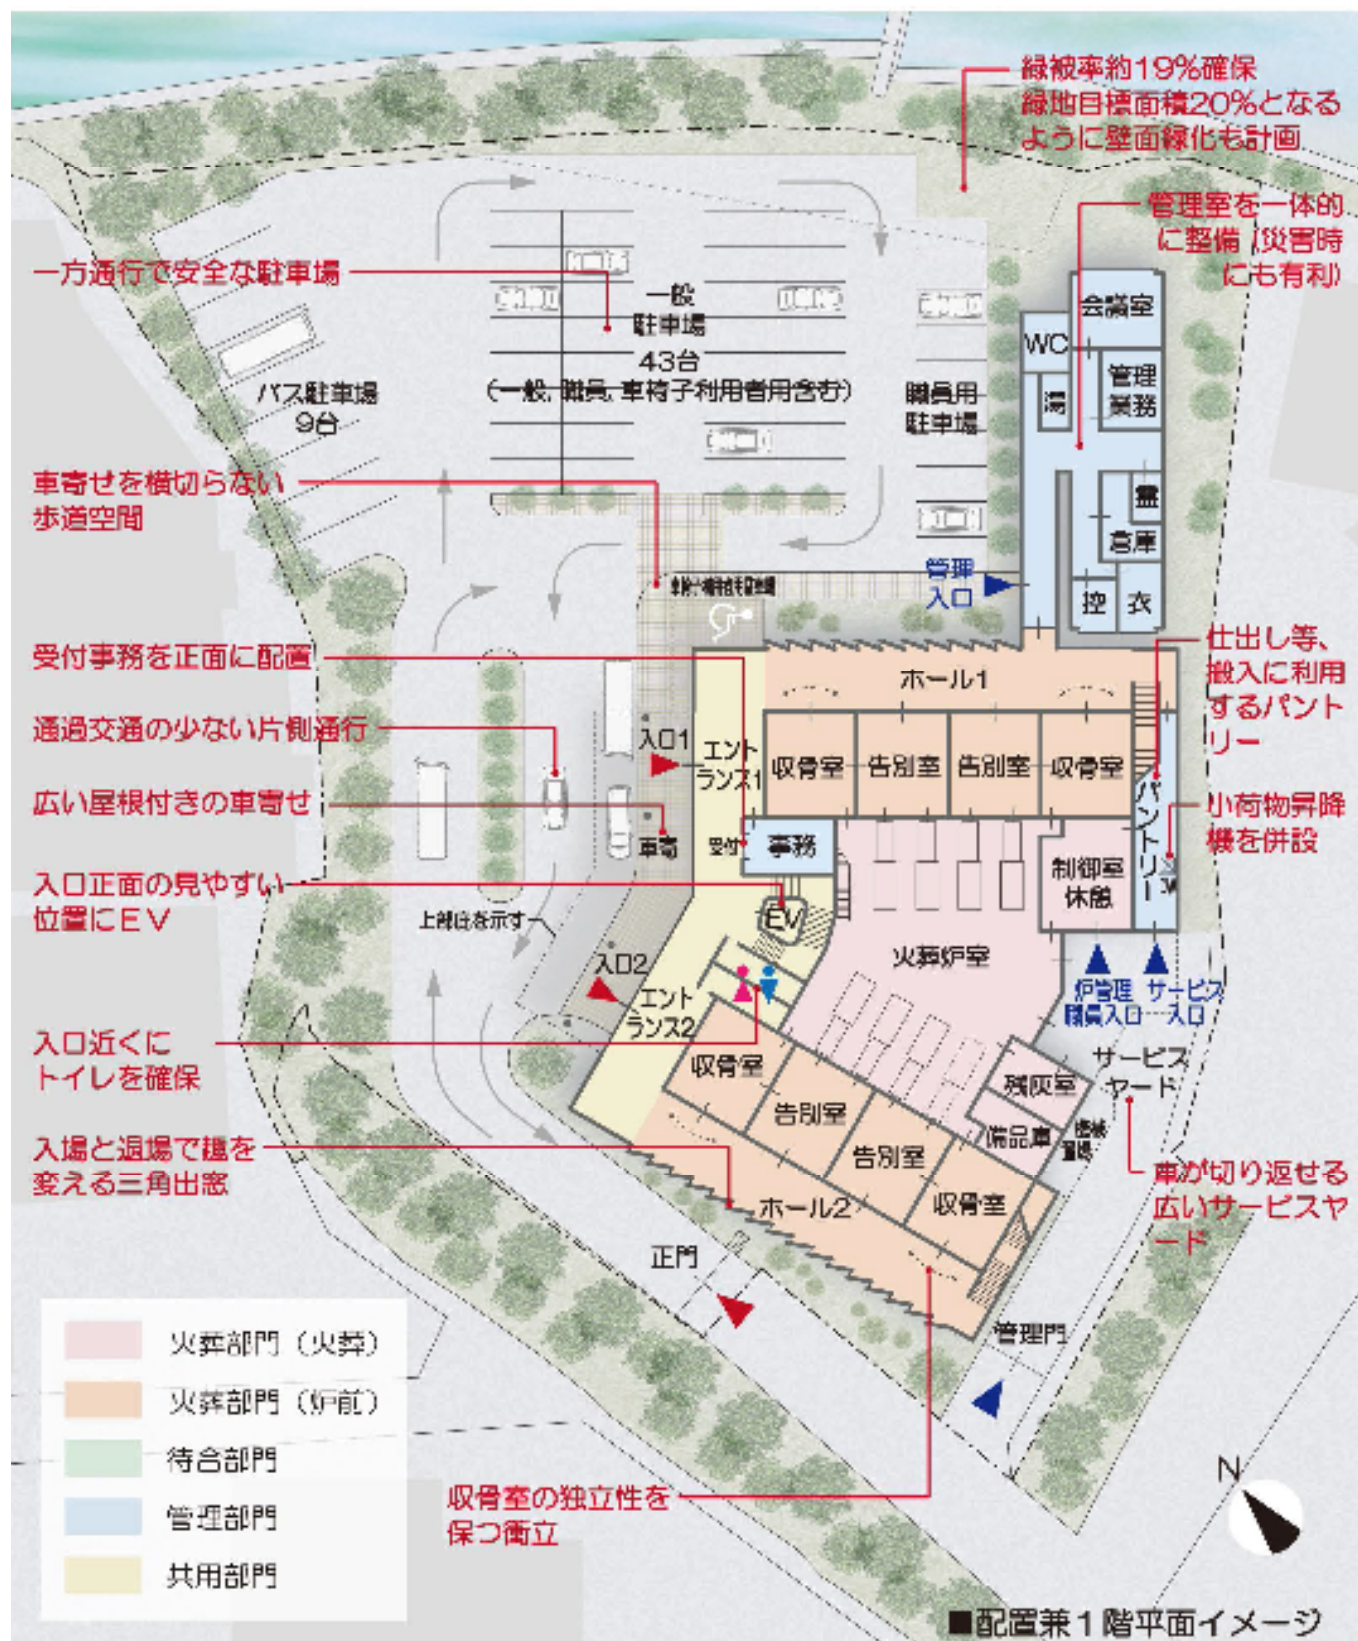 緑被率約19%確保
緑地目標面積20%となる
ように壁面緑化も計画
管理室を一体的
に整備(災害時
にも有利)
一方通行で安全な駐車場
一般
駐車場
43台
(一般,職員,車椅子利用者用含む)
バス駐車場
9台
職員用
駐車場
会議室
WC
管理
業務
倉庫
控
衣
車寄せを横切らない
歩道空間
管理
入口
車椅子利用者用駐車場
受付事務を正面に配置
ホール1
仕出し等、
搬入に利用
するパント
リー
通過交通の少ない片側通行
入口1
エント
ランス1
収骨室
告別室
告別室
収骨室
パントリー
広い屋根付きの車寄せ
車寄
受付
事務
制御室
休憩
小荷物昇降
機を併設
入口正面の見やすい
位置にEV
上部庇を示す
EV
火葬炉室
入口2
エント
ランス2
炉管理
職員入口
サービス
入口
入口近くに
トイレを確保
収骨室
告別室
告別室
収骨室
残灰室
備品庫
サービス
ヤード
入場と退場で趣を
変える三角出窓
ホール2
車が切り返せる
広いサービスヤ
ード
正門
管理門
火葬部門(火葬)
火葬部門(炉前)
待合部門
管理部門
共用部門
収骨室の独立性を
保つ衝立
N
■配置兼1階平面イメージ